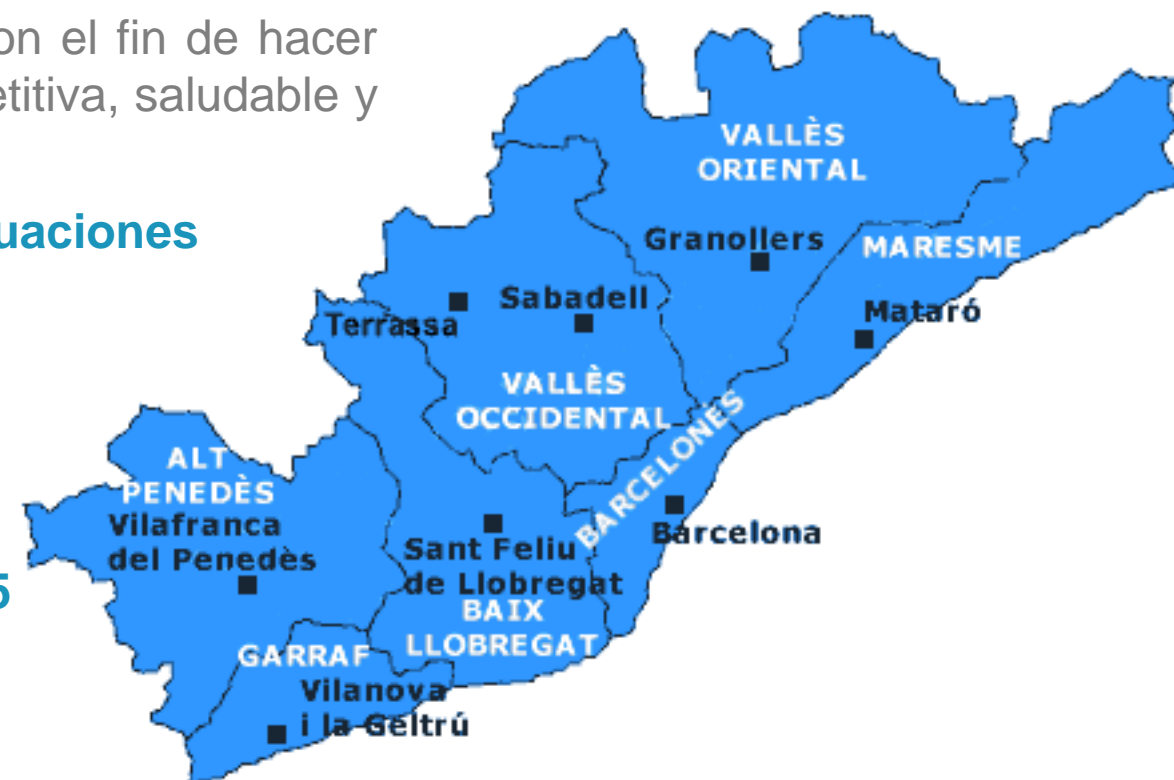 on el fin de hacer
etitiva, saludable y
uaciones
5
VALLÈS
ORIENTAL
Granollers
MARESME
Mataró
Sabadell
Terrassa
VALLÈS
OCCIDENTAL
BARCELONÈS
Barcelona
ALT
PENEDÈS
Vilafranca
del Penedès
Sant Feliu
de Llobregat
BAIX
LLOBREGAT
GARRAF
Vilanova
i la Geltrú